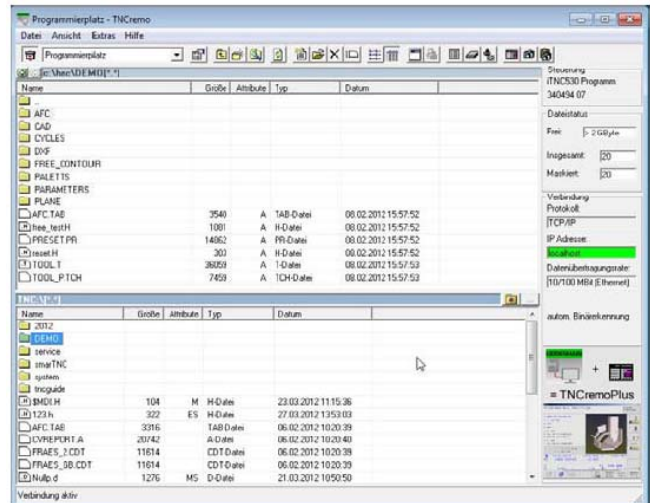 Programmierplatz - TNCremo
Datei Ansicht Extras Hilfe
Programmierplatz
Name Größe Attribute Typ Datum
..
AFC
CAD
CYCLES
DXF
FREE_CONTOUR
PALETTS
PARAMETERS
PLANE
AFC.TAB 3540 A TAB-Datei 08.02.2012 15:57:52
free_test.H 1081 A H-Datei 08.02.2012 15:57:52
PRESET.PR 14862 A PR-Datei 08.02.2012 15:57:52
reset.H 303 A H-Datei 08.02.2012 15:57:52
TOOL.T 36059 A T-Datei 08.02.2012 15:57:53
TOOL_P.TCH 7459 A TCH-Datei 08.02.2012 15:57:53
TNC:\[*.*]
Name Größe Attribute Typ Datum
2012
DEMO
service
smarTNC
system
tncguide
$MDI.H 104 M H-Datei 23.03.2012 11:15:36
123.h 322 ES H-Datei 27.03.2012 13:53:03
AFC.TAB 3316 TAB-Datei 06.02.2012 10:20:39
CVREPORT.A 20742 A-Datei 06.02.2012 10:20:40
FRAES_2.CDT 11614 CDT-Datei 06.02.2012 10:20:39
FRAES_GB.CDT 11614 CDT-Datei 06.02.2012 10:20:39
Nullp.d 1276 MS D-Datei 21.03.2012 10:50:50
Verbindung aktiv
Steuerung
iTNC530 Programm.
340494 07
Dateistatus
Frei: > 2 GByte
Insgesamt: 20
Maskiert: 20
Verbindung
Protokoll:
TCP/IP
IP Adresse:
localhost
Datenübertragungsrate:
10/100 MBit (Ethernet)
autom. Binärerkennung
+
= TNCremoPlus